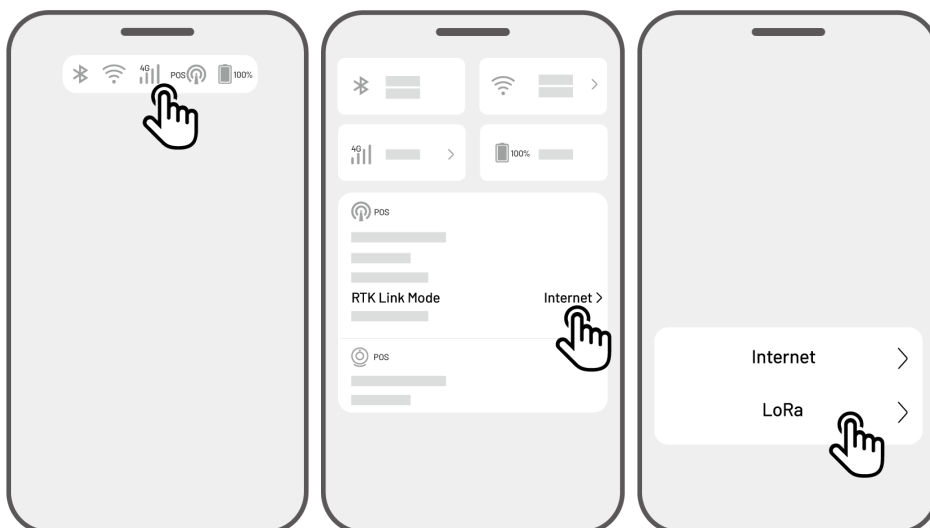 4G POS 100%
4G 100%
POS
RTK Link Mode Internet >
POS
Internet
LoRa